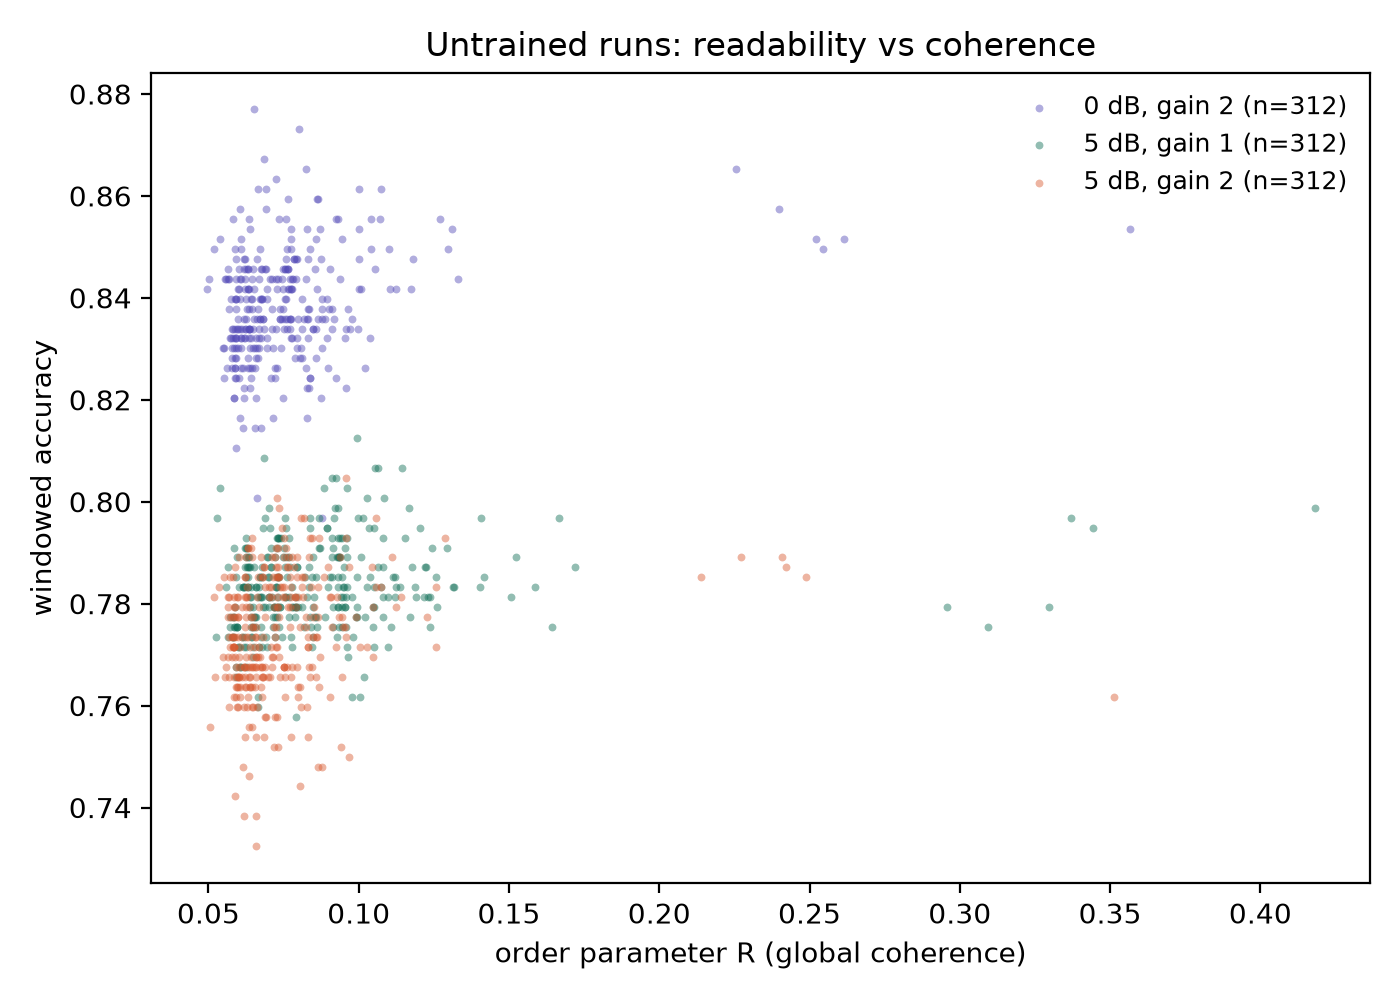 Untrained runs: readability vs coherence
0.88
0.86
0.84
0.82
0.80
0.78
0.76
0.74
windowed accuracy
0 dB, gain 2 (n=312)
5 dB, gain 1 (n=312)
5 dB, gain 2 (n=312)
0.05 0.10 0.15 0.20 0.25 0.30 0.35 0.40
order parameter R (global coherence)